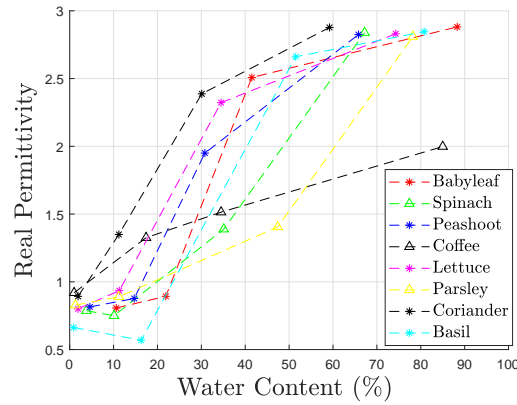 3
2.5
2
1.5
1
0.5
Real Permittivity
Babyleaf
Spinach
Peashoot
Coffee
Lettuce
Parsley
Coriander
Basil
0 10 20 30 40 50 60 70 80 90 100
Water Content (%)